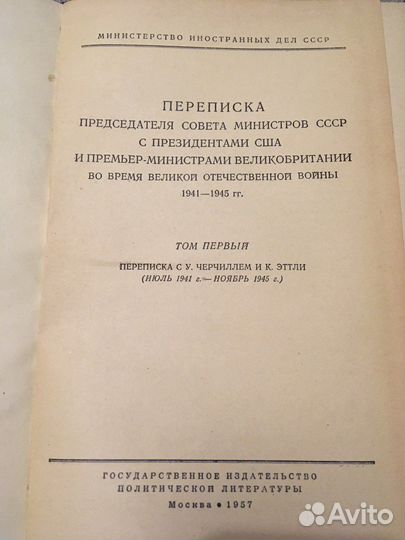 МИНИСТЕРСТВО ИНОСТРАННЫХ ДЕЛ СССР
ПЕРЕПИСКА
ПРЕДСЕДАТЕЛЯ СОВЕТА МИНИСТРОВ СССР
С ПРЕЗИДЕНТАМИ США
И ПРЕМЬЕР-МИНИСТРАМИ ВЕЛИКОБРИТАНИИ
ВО ВРЕМЯ ВЕЛИКОЙ ОТЕЧЕСТВЕННОЙ ВОЙНЫ
1941—1945 гг.
ТОМ ПЕРВЫЙ
ПЕРЕПИСКА С У. ЧЕРЧИЛЛЕМ И К. ЭТТЛИ
(ИЮЛЬ 1941 г.—НОЯБРЬ 1945 г.)
ГОСУДАРСТВЕННОЕ ИЗДАТЕЛЬСТВО
ПОЛИТИЧЕСКОЙ ЛИТЕРАТУРЫ
Москва • 1957
Avito